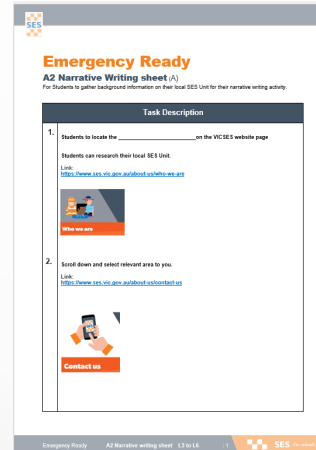 SES
Emergency Ready
A2 Narrative Writing sheet (A)
For Students to gather background information on their local SES Unit for their narrative writing activity.
Task Description
1.
Students to locate the ______________________ on the VICSES website page
Students can research their local SES Unit.
Link:
https://www.ses.vic.gov.au/about-us/who-we-are
Who we are
2.
Scroll down and select relevant area to you.
Link:
https://www.ses.vic.gov.au/about-us/contact-us
Contact us
Emergency Ready A2 Narrative writing sheet L3 to L6 : 1 SES